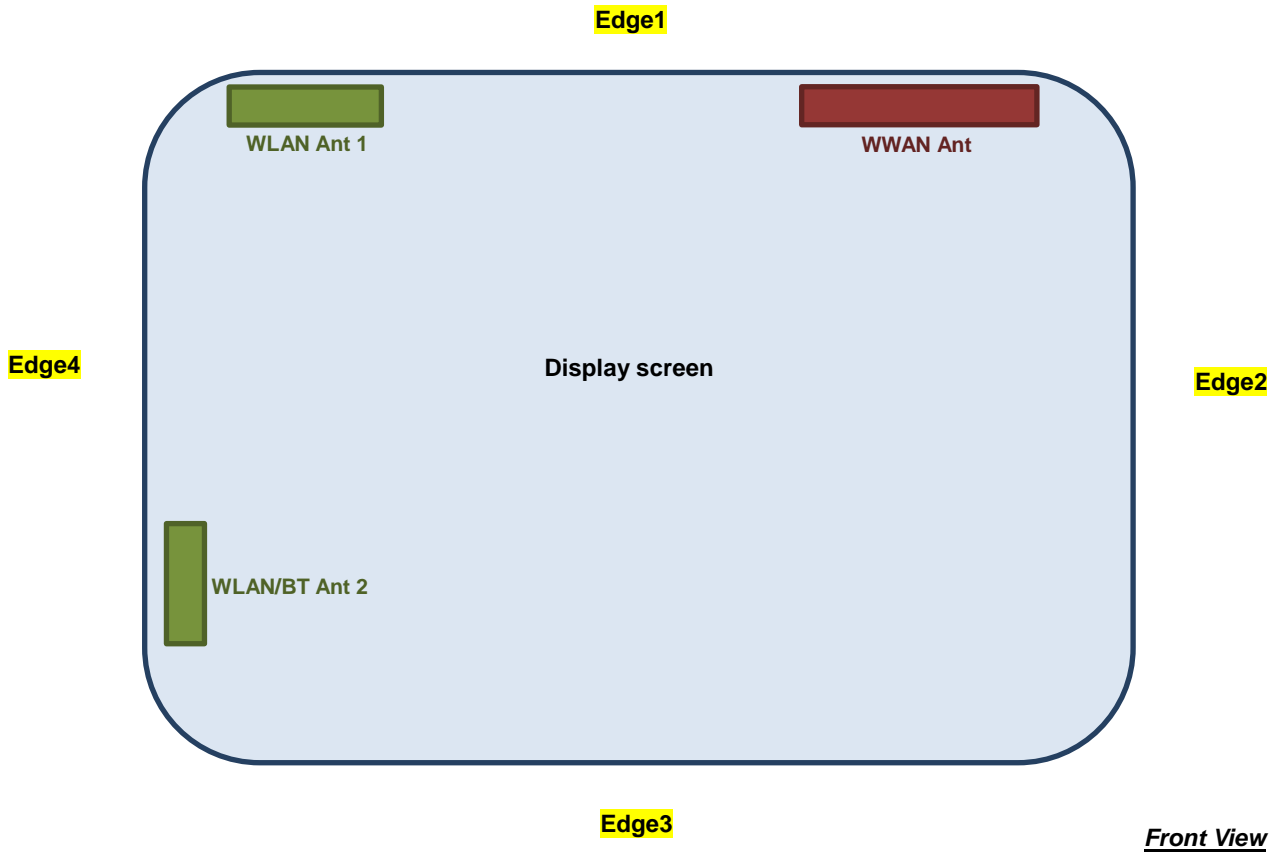 Edge1
WLAN Ant 1
WWAN Ant
Edge4
Display screen
Edge2
WLAN/BT Ant 2
Edge3
Front View